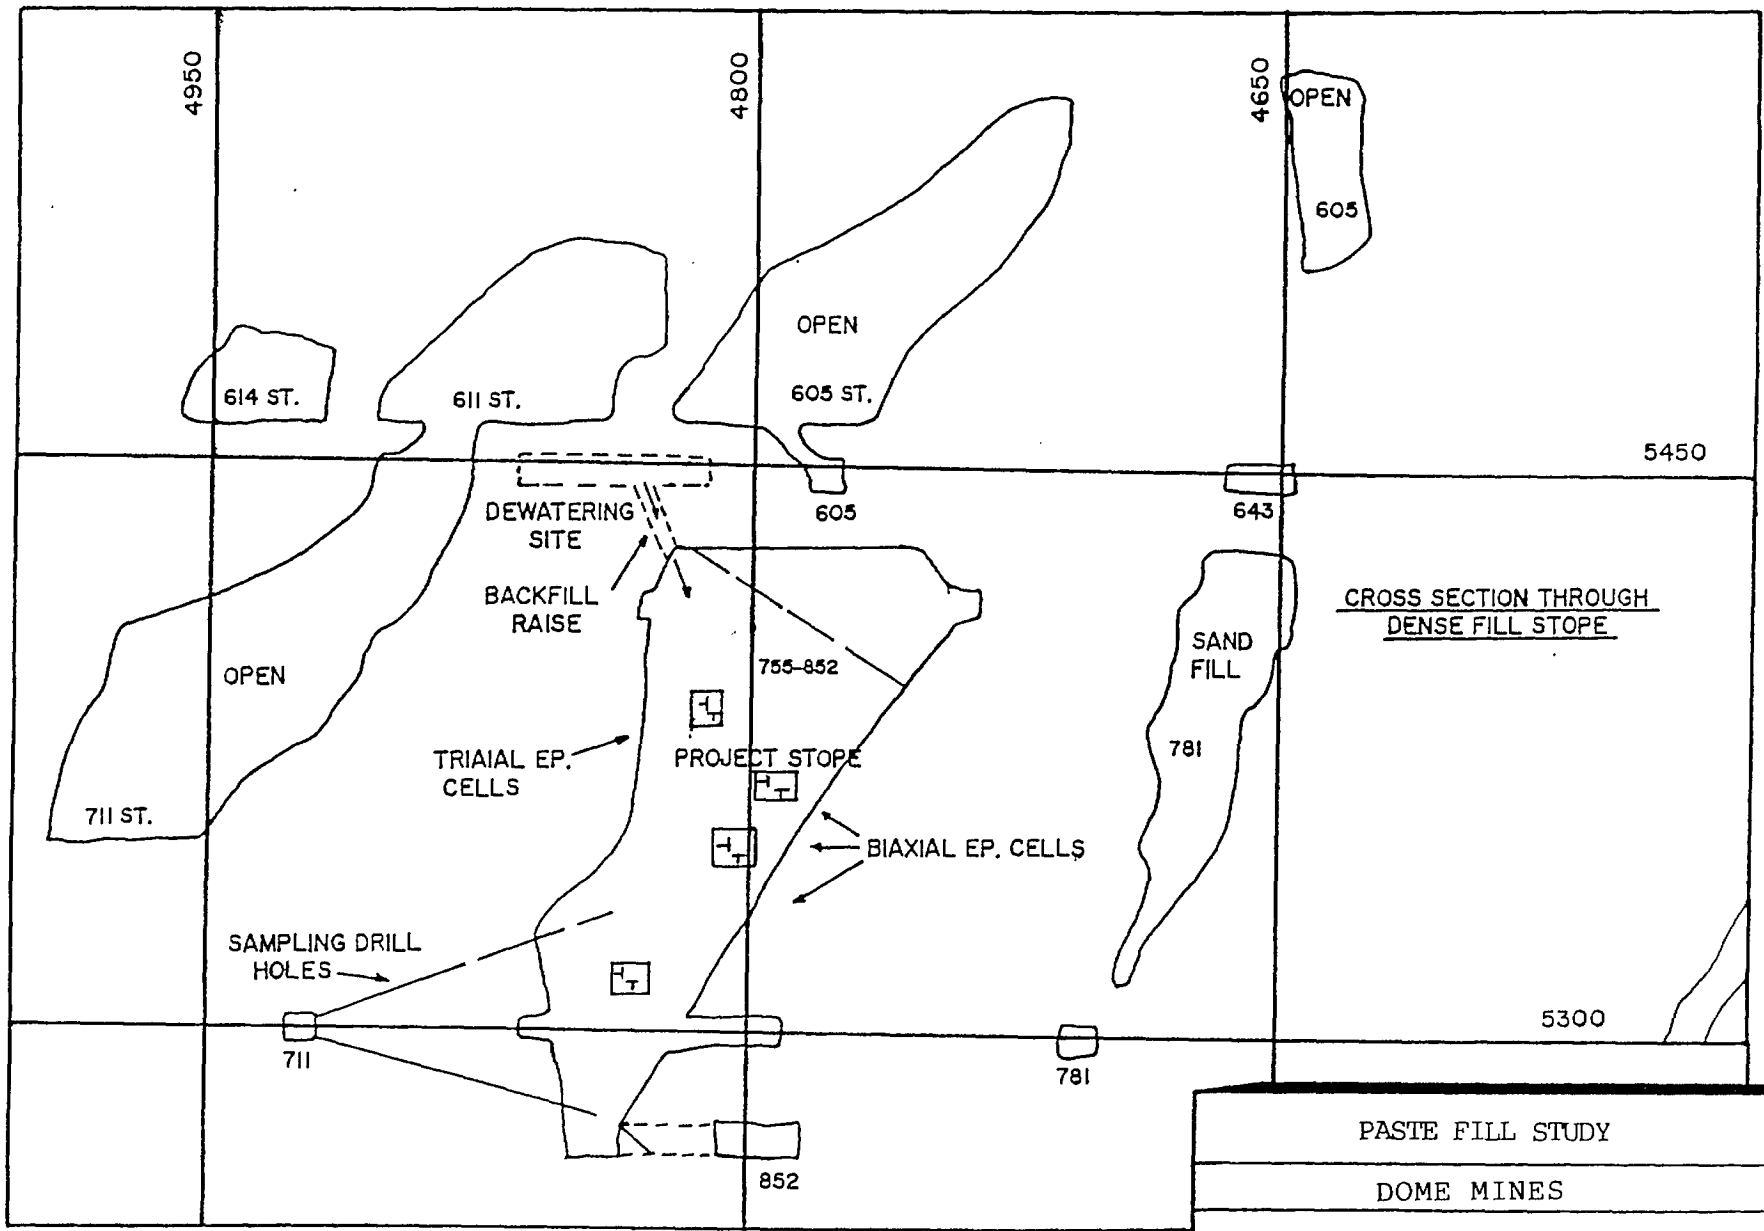 4950
4800
4650
OPEN
605
OPEN
614 ST.
611 ST.
605 ST.
5450
DEWATERING
SITE
605
643
BACKFILL
RAISE
CROSS SECTION THROUGH
DENSE FILL STOPE
SAND
FILL
OPEN
755-852
781
TRIAIAL EP.
CELLS
PROJECT STOPE
H
T
H
T
711 ST.
H
T
BIAXIAL EP. CELLS
SAMPLING DRILL
HOLES
H
T
5300
711
781
852
PASTE FILL STUDY
DOME MINES